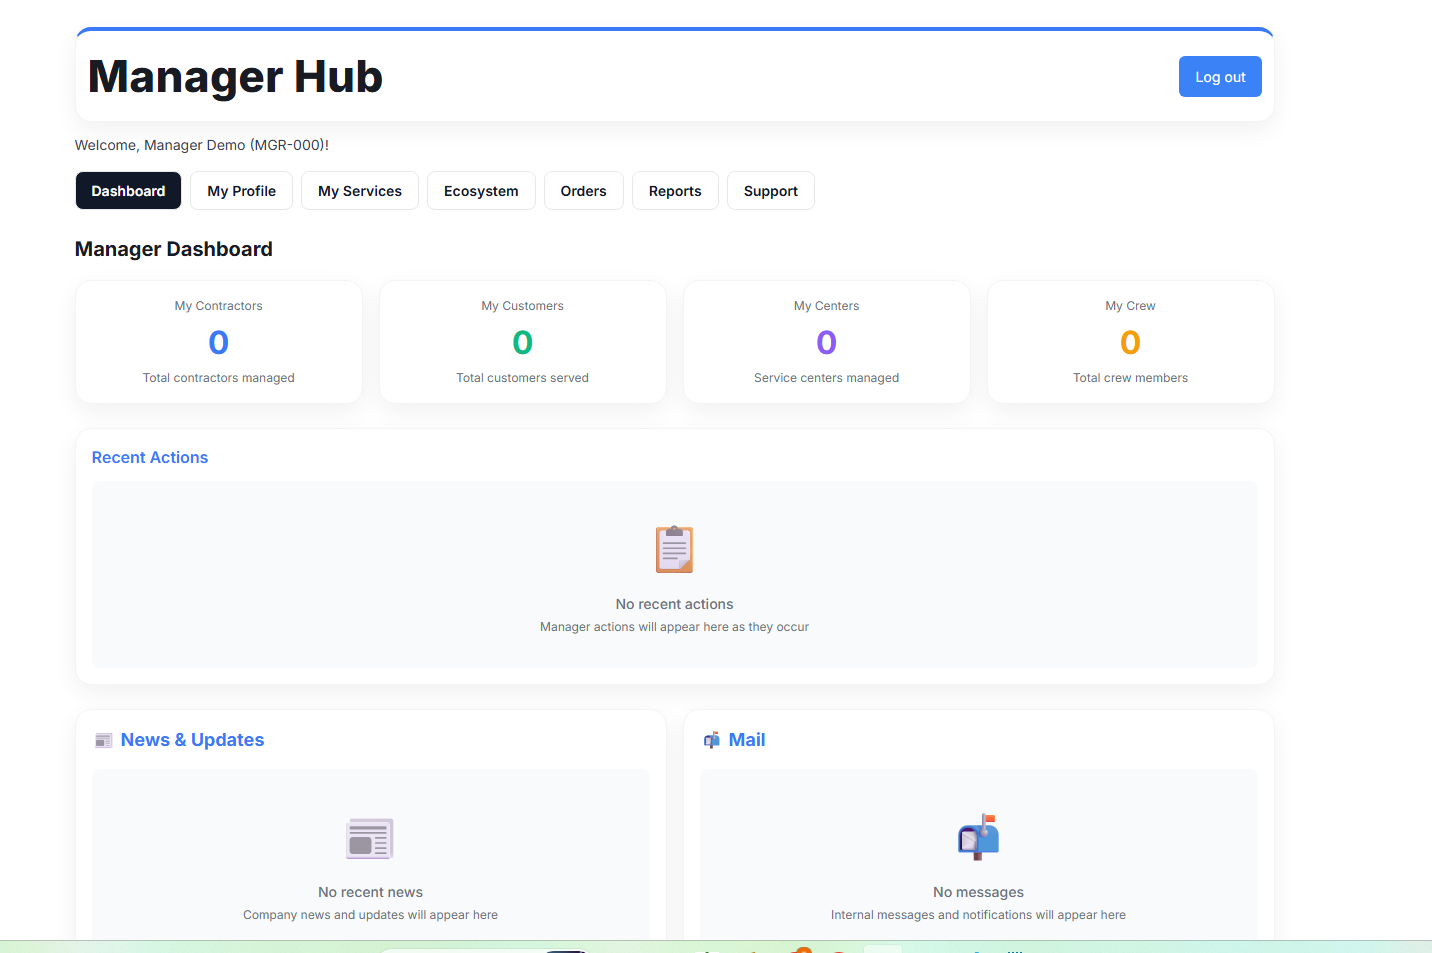 Manager Hub
Log out
Welcome, Manager Demo (MGR-000)!
Dashboard
My Profile
My Services
Ecosystem
Orders
Reports
Support
Manager Dashboard
My Contractors
0
Total contractors managed
My Customers
0
Total customers served
My Centers
0
Service centers managed
My Crew
0
Total crew members
Recent Actions
No recent actions
Manager actions will appear here as they occur
News & Updates
No recent news
Company news and updates will appear here
Mail
No messages
Internal messages and notifications will appear here